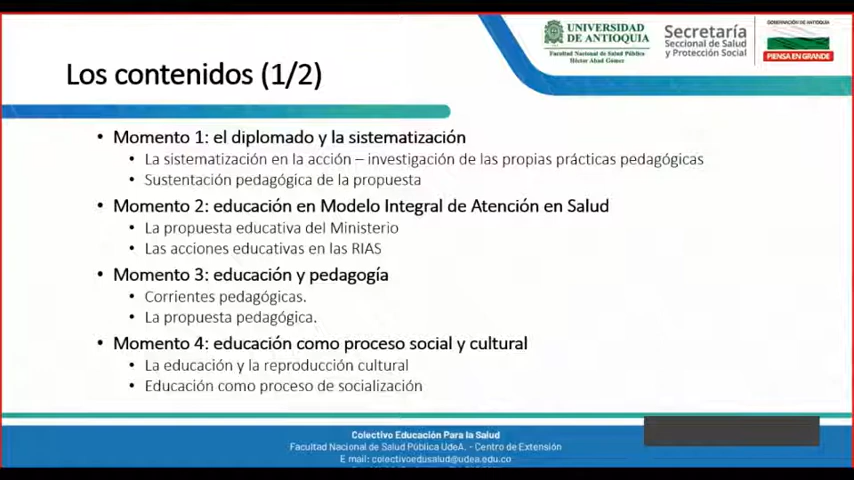 UNIVERSIDAD
DE ANTIOQUIA
Facultad Nacional de Salud Pública
Héctor Abad Gómez
Secretaría
Seccional de Salud
y Protección Social
GOBERNACIÓN DE ANTIOQUIA
PIENSA EN GRANDE
Los contenidos (1/2)
• Momento 1: el diplomado y la sistematización
• La sistematización en la acción – investigación de las propias prácticas pedagógicas
• Sustentación pedagógica de la propuesta
• Momento 2: educación en Modelo Integral de Atención en Salud
• La propuesta educativa del Ministerio
• Las acciones educativas en las RIAS
• Momento 3: educación y pedagogía
• Corrientes pedagógicas.
• La propuesta pedagógica.
• Momento 4: educación como proceso social y cultural
• La educación y la reproducción cultural
• Educación como proceso de socialización
Colectivo Educación Para la Salud
Facultad Nacional de Salud Pública UdeA. - Centro de Extensión
E mail: colectivoedusalud@udea.edu.co